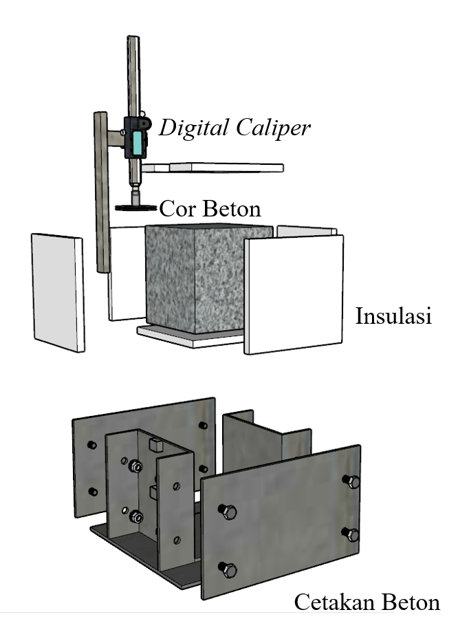 Digital Caliper
Cor Beton
Insulasi
Cetakan Beton